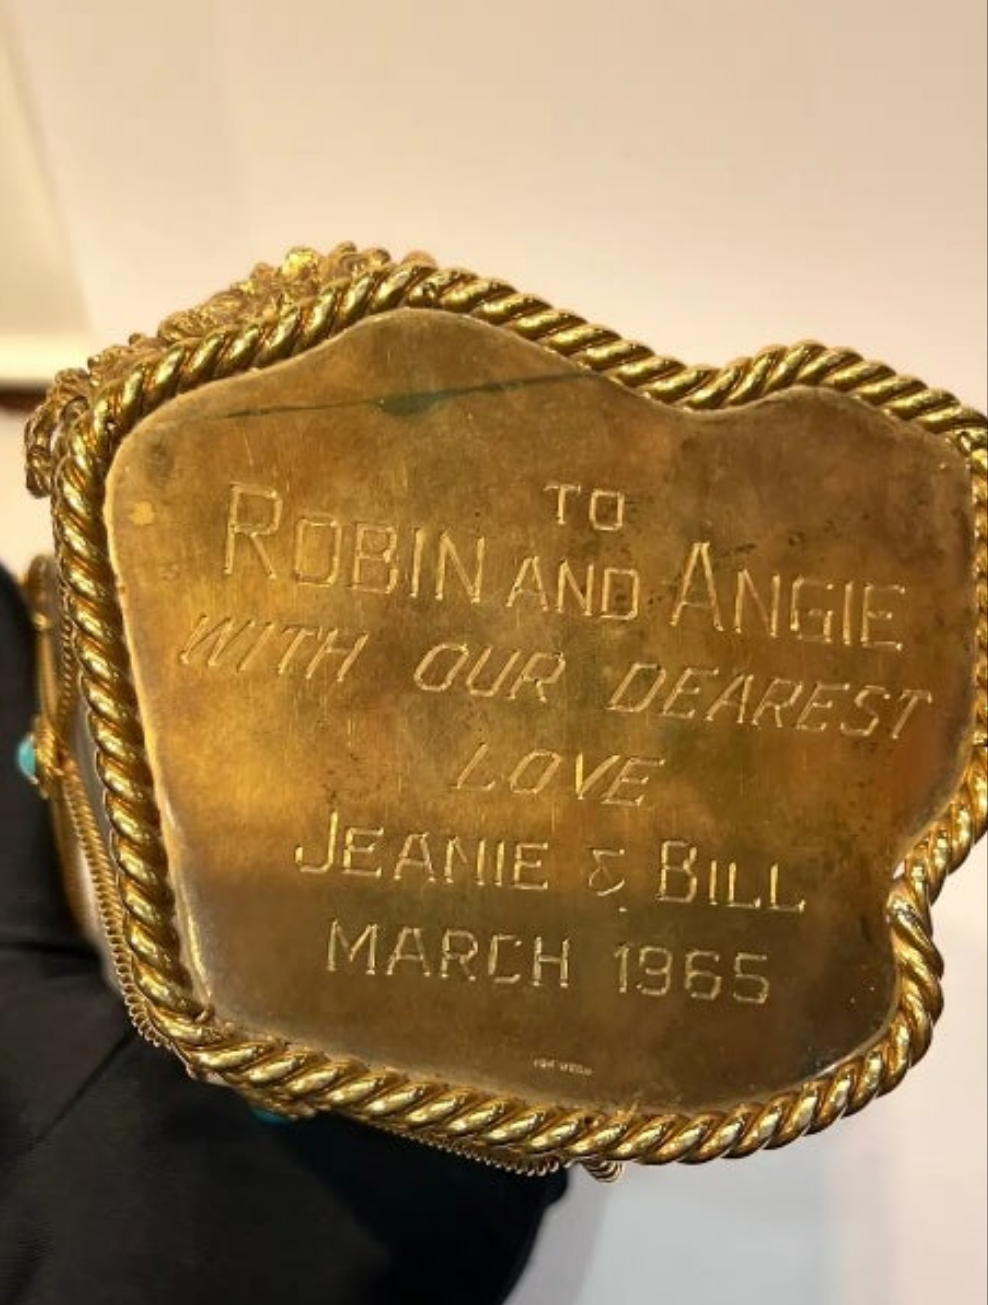 TO
ROBIN AND ANGIE
WITH OUR DEAREST
LOVE
JEANIE & BILL
MARCH 1965